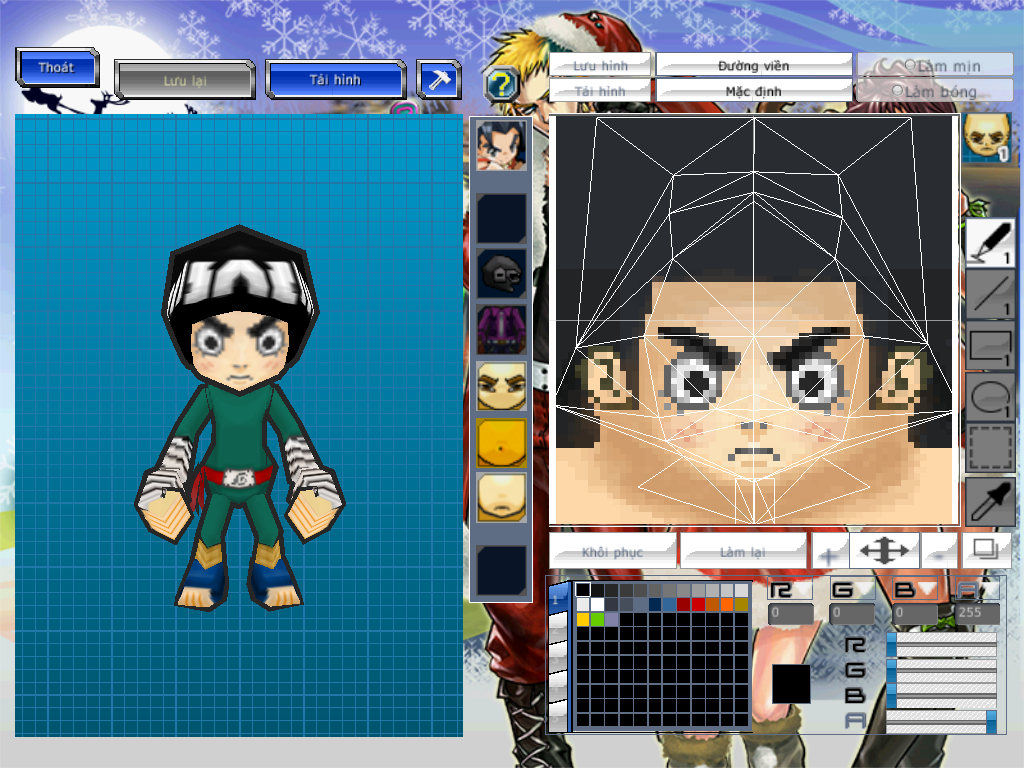 Thoát
Lưu lại
Tải hình
?
Lưu hình
Đường viền
Làm mịn
Tải hình
Mặc định
Làm bóng
1
1
1
1
1
Khôi phục
Làm lại
+
-
1
R G B A
0 0 0 255
R
G
B
A